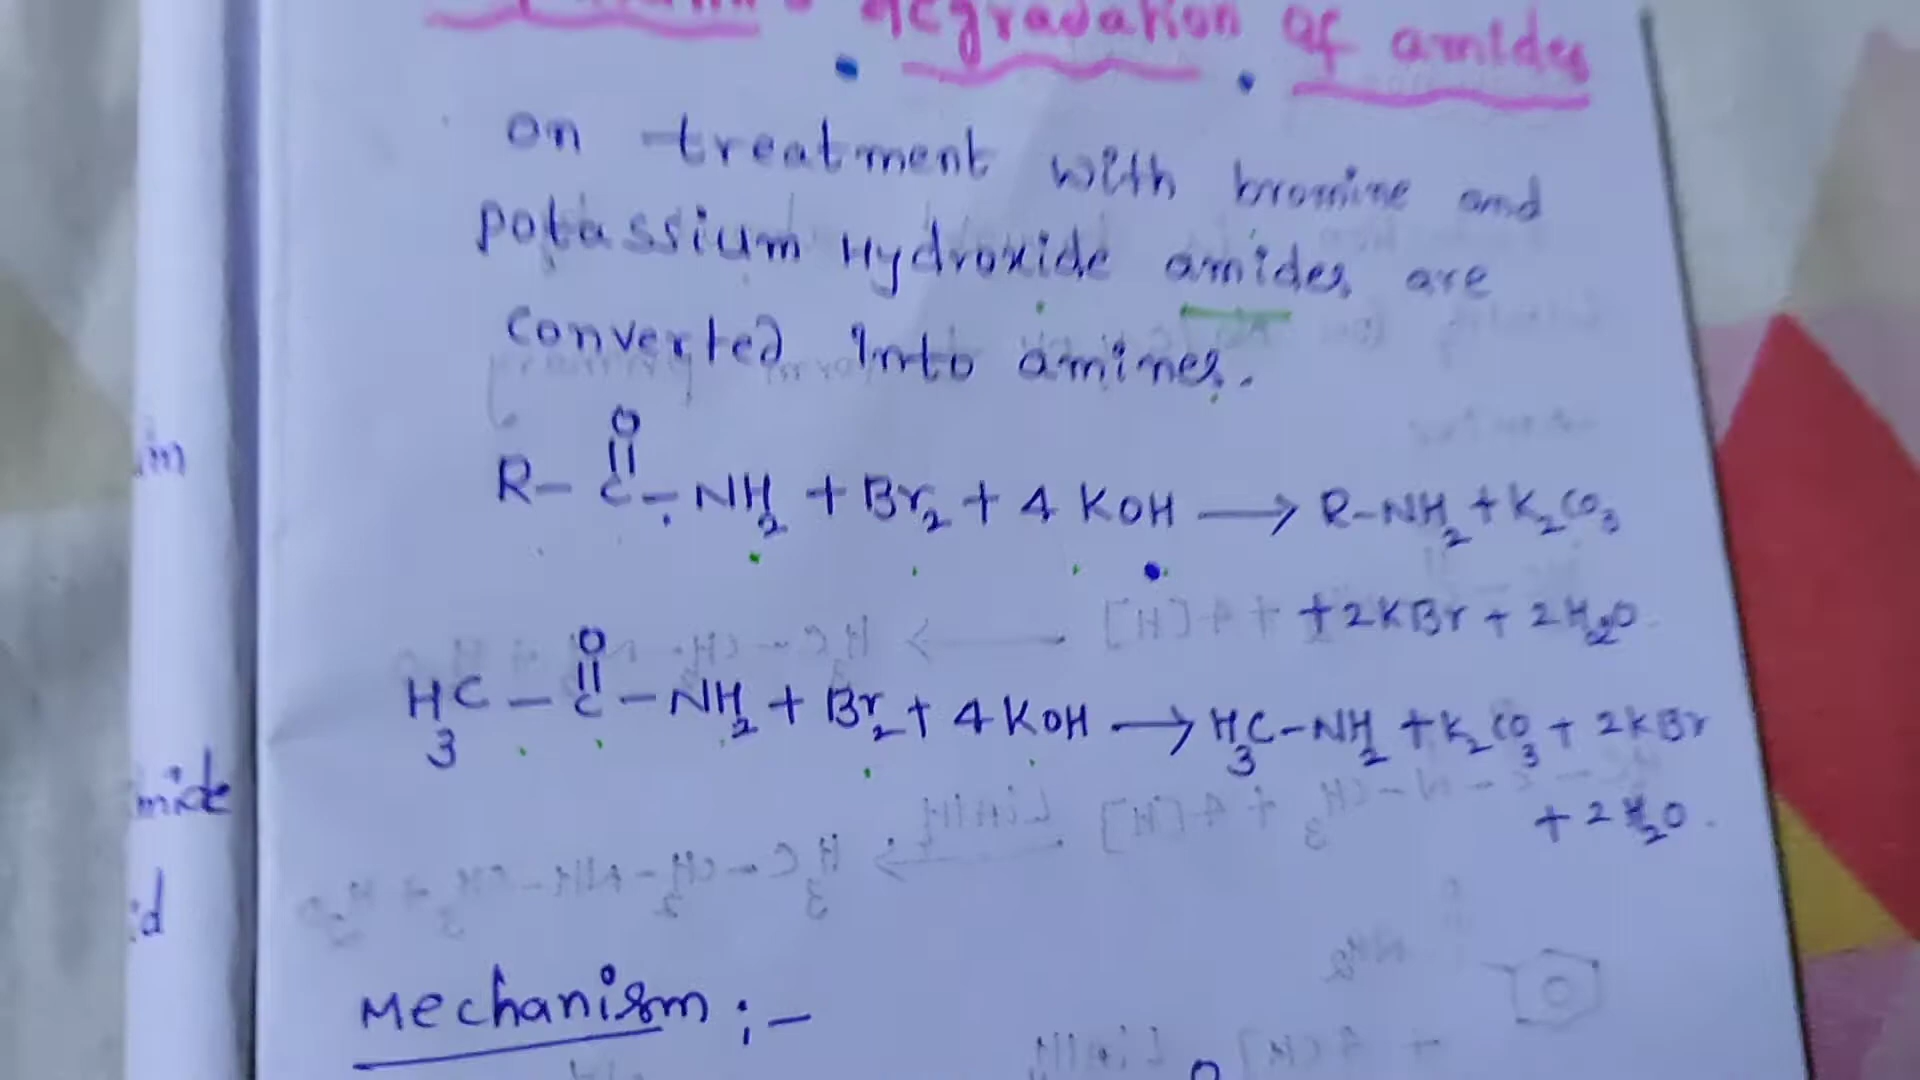 degradation of amides
on treatment with bromine and
potassium Hydroxide amides are
converted into amines.
O
R-C-NH2 + Br2 + 4 KOH → R-NH2 + K2CO3
+ 2KBr + 2H2O.
O
H3C-C-NH2 + Br2 + 4 KOH → H3C-NH2 + K2CO3 + 2KBr
+ 2H2O.
Mechanism :-